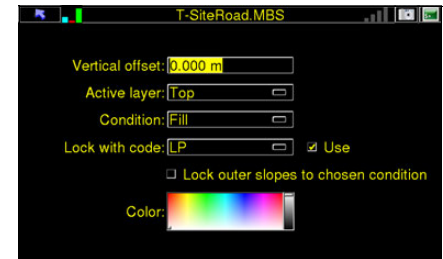 T-SiteRoad.MBS
Vertical offset: 0.000 m
Active layer: Top
Condition: Fill
Lock with code: LP Use
Lock outer slopes to chosen condition
Color: